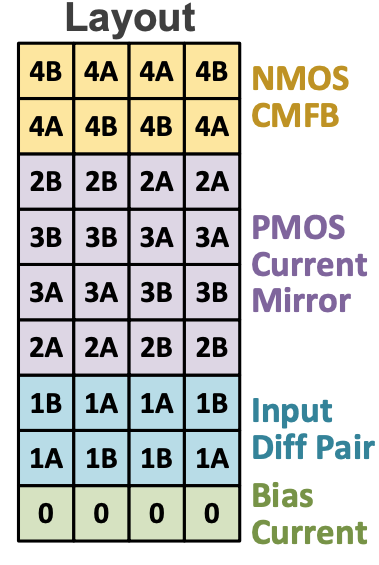 Layout
4B 4A 4A 4B
4A 4B 4B 4A
NMOS
CMFB
2B 2B 2A 2A
3B 3B 3A 3A
3A 3A 3B 3B
2A 2A 2B 2B
PMOS
Current
Mirror
1B 1A 1A 1B
1A 1B 1B 1A
Input
Diff Pair
0 0 0 0
Bias
Current